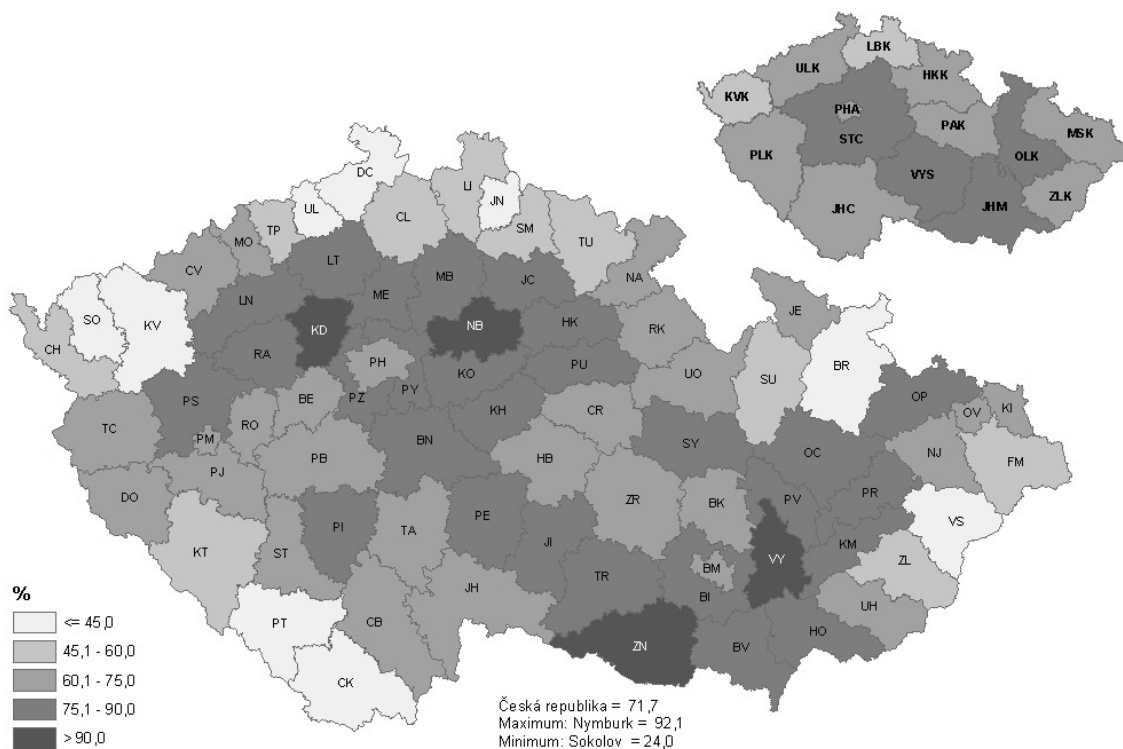 LBK
ULK
HKK
KVK
PHA
PAK
MSK
STC
PLK
OLK
VYS
ZLK
JHC
JHM
DC
LI
JN
UL
CL
SM
TP
TU
MO
CV
LT
MB
JC
NA
LN
ME
JE
SO
KV
KD
NB
HK
RK
CH
RA
PH
KO
PU
UO
SU
BR
PS
BE
PZ
PY
KH
CR
OP
OV
KI
TC
RO
PM
BN
SY
OC
NJ
FM
PJ
PB
HB
DO
ZR
BK
PV
PR
VS
KT
ST
PI
TA
PE
JI
KM
BM
VY
ZL
TR
JH
BI
UH
PT
CB
ZN
BV
HO
CK
%
<= 45,0
45,1 - 60,0
60,1 - 75,0
75,1 - 90,0
> 90,0
Česká republika = 71,7
Maximum: Nymburk = 92,1
Minimum: Sokolov = 24,0